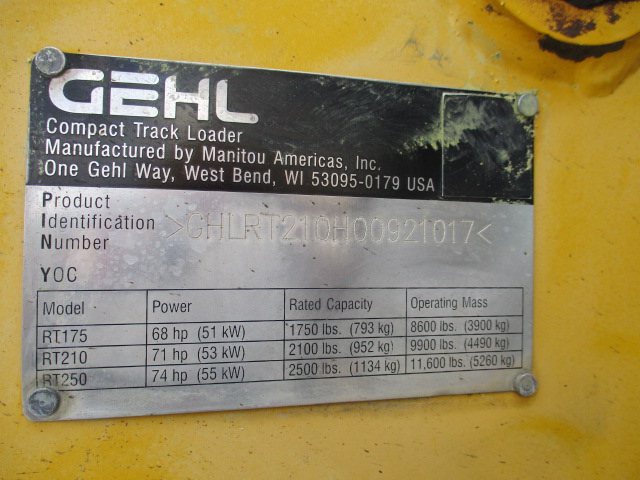 GEHL
Compact Track Loader
Manufactured by Manitou Americas, Inc.
One Gehl Way, West Bend, WI 53095-0179 USA
Product
Identification >GHLRT210H00921017<
Number
YOC
Model Power Rated Capacity Operating Mass
RT175 68 hp (51 kW) 1750 lbs. (793 kg) 8600 lbs. (3900 kg)
RT210 71 hp (53 kW) 2100 lbs. (952 kg) 9900 lbs. (4490 kg)
RT250 74 hp (55 kW) 2500 lbs. (1134 kg) 11,600 lbs. (5260 kg)